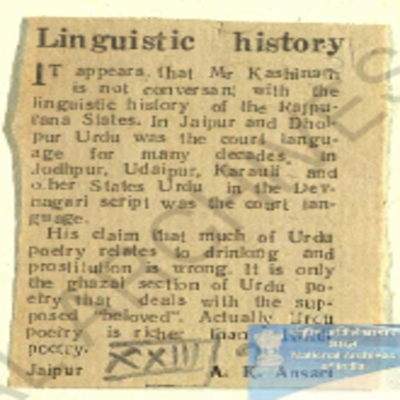 Linguistic history
IT appears that Mr Kashinath
is not conversant with the
linguistic history of the Rajpu-
tana States. In Jaipur and Dhol-
pur Urdu was the court langu-
age for many decades, in
Jodhpur, Udaipur, Karauli and
other States Urdu in the Dev-
nagari script was the court lan-
guage.
His claim that much of Urdu
poetry relates to drinking and
prostitution is wrong. It is only
the ghazal section of Urdu po-
etry that deals with the sup-
posed "beloved". Actually Urdu
poetry is richer than
poetry.
Jaipur A. K. Ansari
XXIII
National Archives
of India